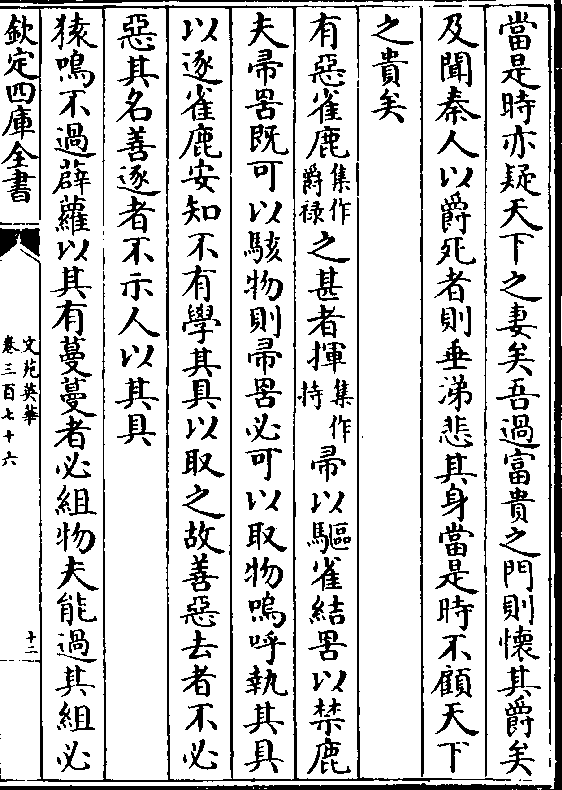 當是時亦疑天下之妻矣吾過富貴之門則懷其爵矣
及聞秦人以爵死者則垂涕悲其身當是時不顧天下
之貴矣
有惡雀鹿集作爵祿之甚者揮集作持帚以驅雀結罟以禁鹿
夫帚罟既可以駭物則帚罟必可以取物嗚呼執其具
以逐雀鹿安知不有學其具以取之故善惡去者不必
惡其名善逐者不示人以其具
猿鳴不過薜蘿以其有蔓蔓者必組物夫能過其組必
欽定四庫全書
文苑英華
卷三百七十六
十二